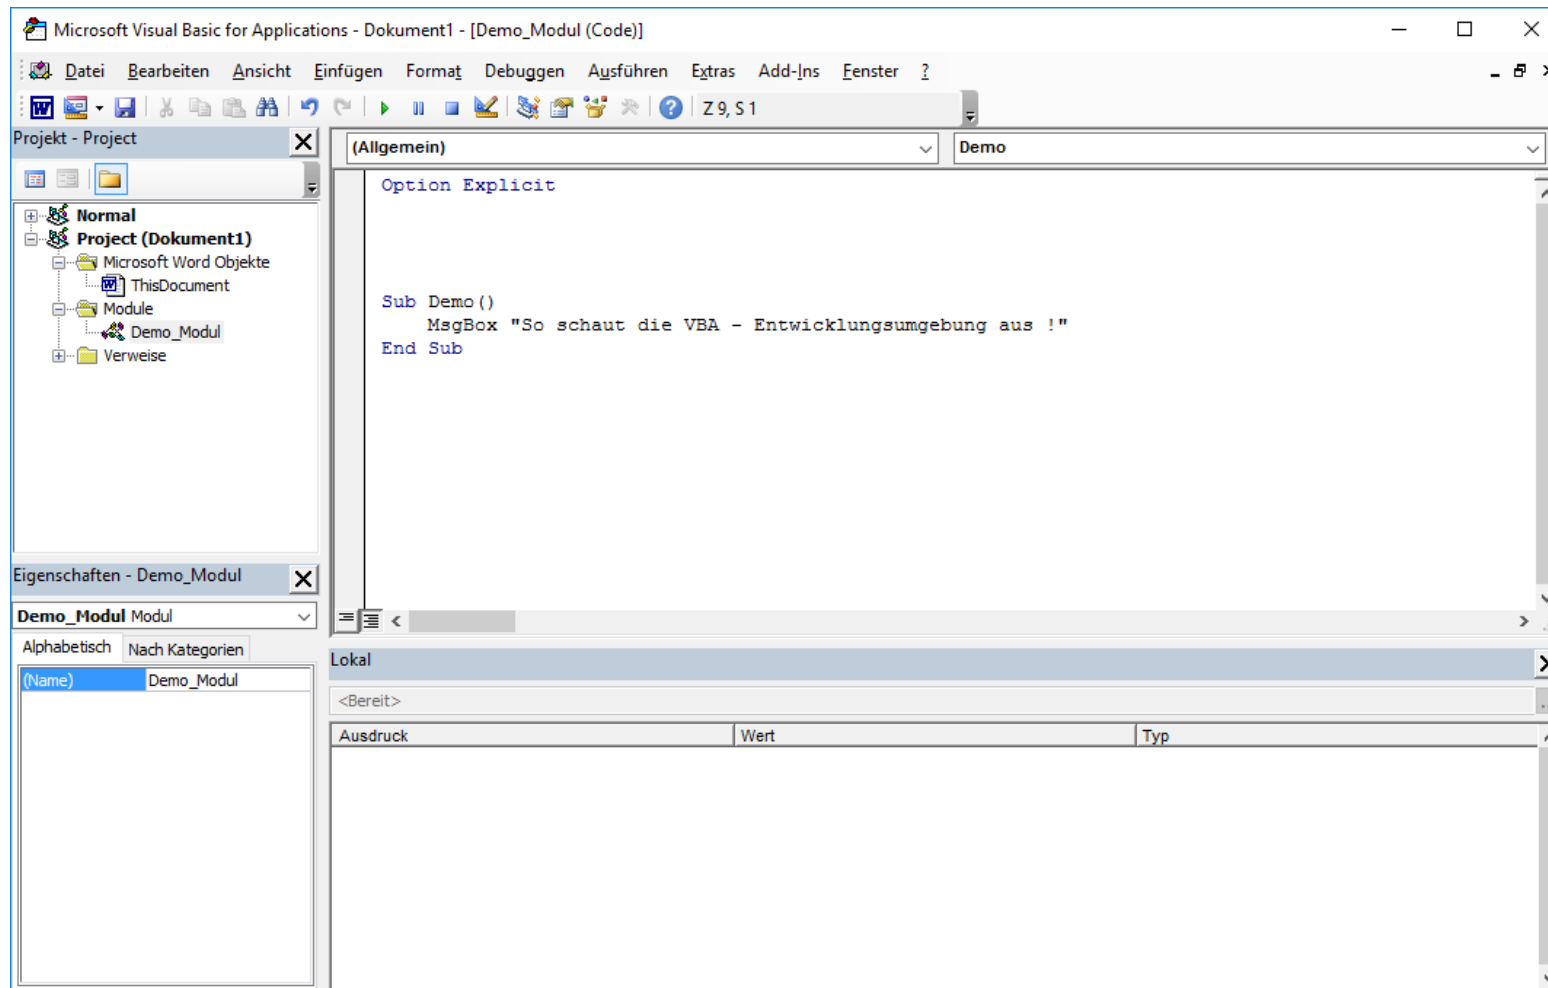 Microsoft Visual Basic for Applications - Dokument1 - [Demo_Modul (Code)]
Datei Bearbeiten Ansicht Einfügen Format Debuggen Ausführen Extras Add-Ins Fenster ?
Z 9, S 1
Projekt - Project
Normal
Project (Dokument1)
Microsoft Word Objekte
ThisDocument
Module
Demo_Modul
Verweise
Eigenschaften - Demo_Modul
Demo_Modul Modul
Alphabetisch Nach Kategorien
(Name) Demo_Modul
(Allgemein) Demo
Option Explicit
Sub Demo()
MsgBox "So schaut die VBA - Entwicklungsumgebung aus !"
End Sub
Lokal
<Bereit>
Ausdruck Wert Typ